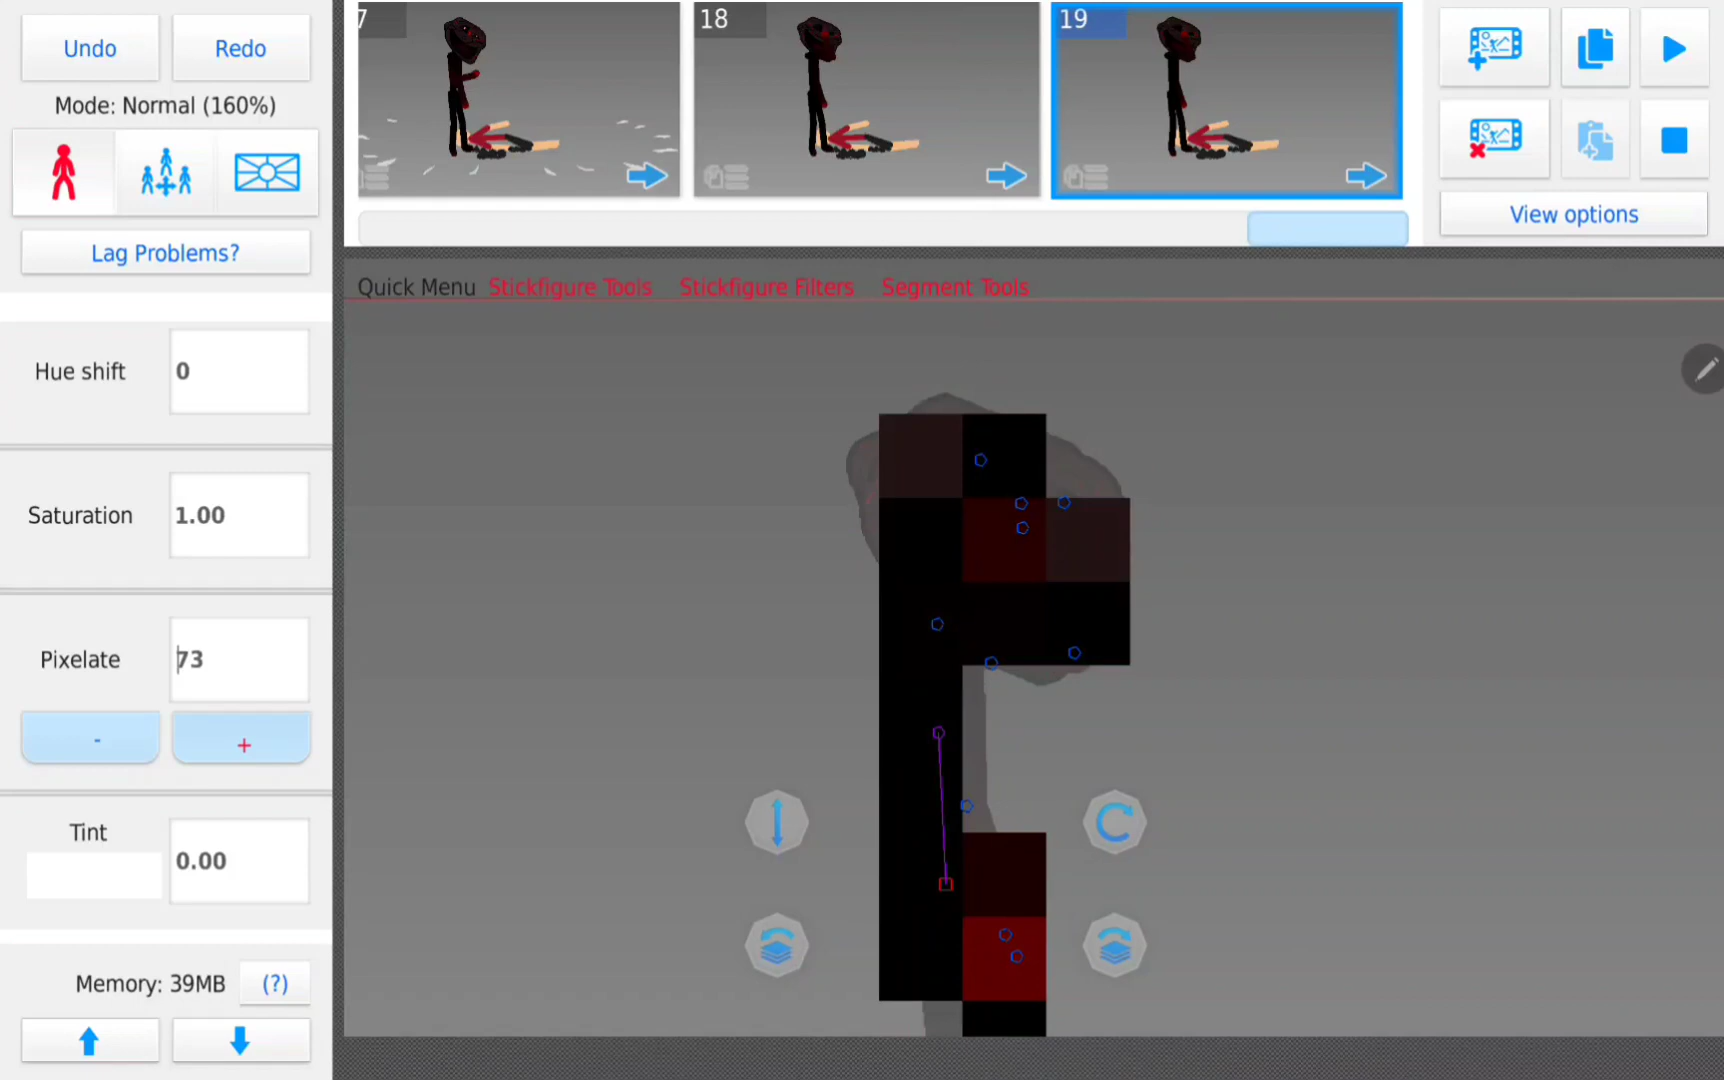 Undo
Redo
Mode: Normal (160%)
Lag Problems?
Hue shift
0
Saturation
1.00
Pixelate
73
-
+
Tint
0.00
Memory: 39MB
(?)
7
18
19
View options
Quick Menu
Stickfigure Tools
Stickfigure Filters
Segment Tools